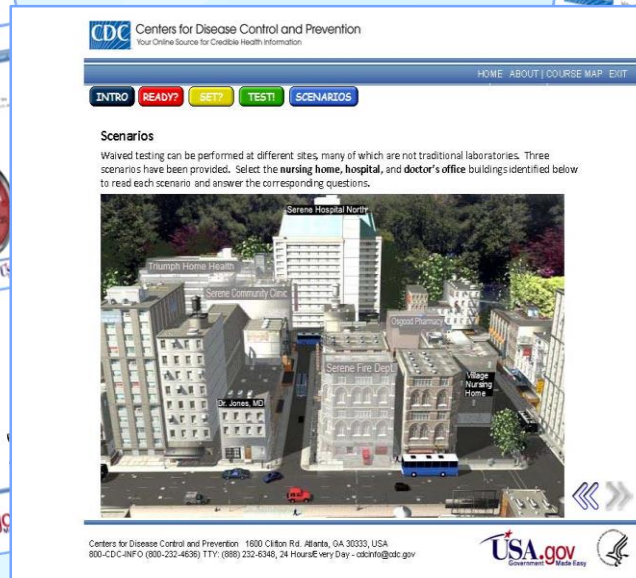 CDC Centers for Disease Control and Prevention
Your Online Source for Credible Health Information
HOME ABOUT | COURSE MAP EXIT
INTRO READY? SET? TEST! SCENARIOS
Scenarios
Waived testing can be performed at different sites, many of which are not traditional laboratories. Three
scenarios have been provided. Select the nursing home, hospital, and doctor's office buildings identified below
to read each scenario and answer the corresponding questions.
Serene Hospital North
Triumph Home Health
Serene Community Clinic
Osgood Pharmacy
Serene Fire Dept.
Village
Nursing
Home
Dr. Jones, MD
Centers for Disease Control and Prevention 1600 Clifton Rd. Atlanta, GA 30333, USA
800-CDC-INFO (800-232-4636) TTY: (888) 232-6348, 24 Hours/Every Day - cdcinfo@cdc.gov
USA.gov
Government Made Easy